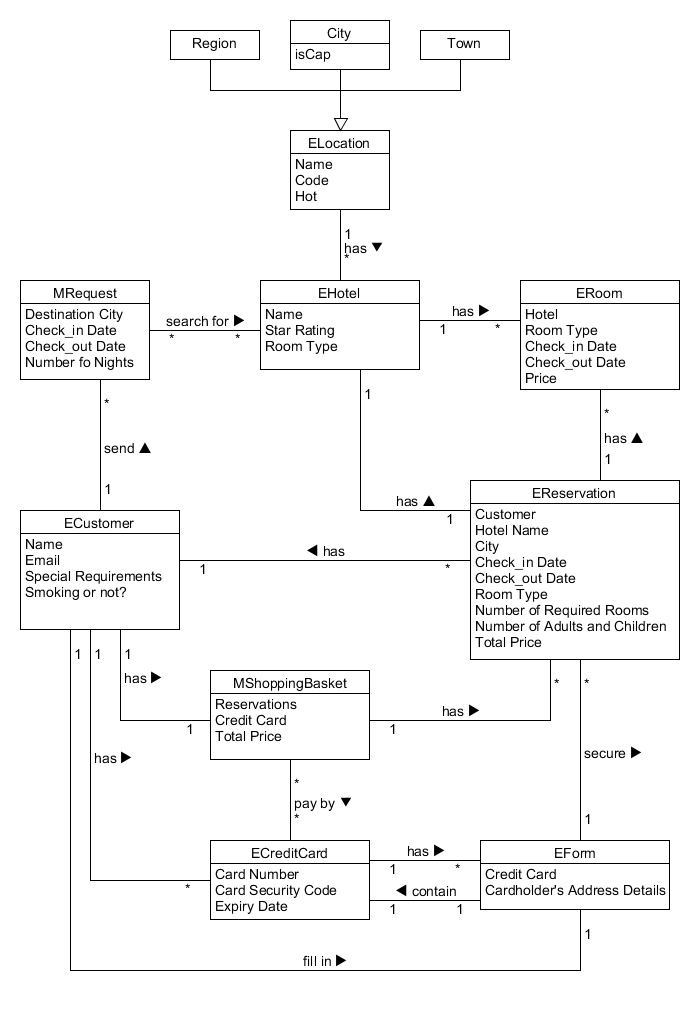 Region
City
Town
isCap
ELocation
Name
Code
Hot
1
has ▼
*
MRequest
Destination City
Check_in Date
Check_out Date
Number fo Nights
search for ►
*
*
EHotel
Name
Star Rating
Room Type
has ►
1
*
ERoom
Hotel
Room Type
Check_in Date
Check_out Date
Price
*
send ▲
1
1
has ▲
1
*
has ▲
1
ECustomer
Name
Email
Special Requirements
Smoking or not?
◄ has
1
*
EReservation
Customer
Hotel Name
City
Check_in Date
Check_out Date
Room Type
Number of Required Rooms
Number of Adults and Children
Total Price
1
1
1
has ►
1
has ►
*
MShoppingBasket
Reservations
Credit Card
Total Price
has ►
1
*
*
secure ►
1
*
pay by ▼
*
ECreditCard
Card Number
Card Security Code
Expiry Date
has ►
1
*
◄ contain
1
1
EForm
Credit Card
Cardholder's Address Details
1
fill in ►